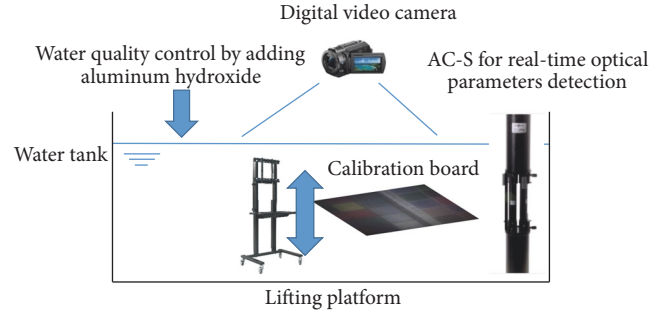 Digital video camera
Water quality control by adding
aluminum hydroxide
AC-S for real-time optical
parameters detection
Water tank
Calibration board
Lifting platform